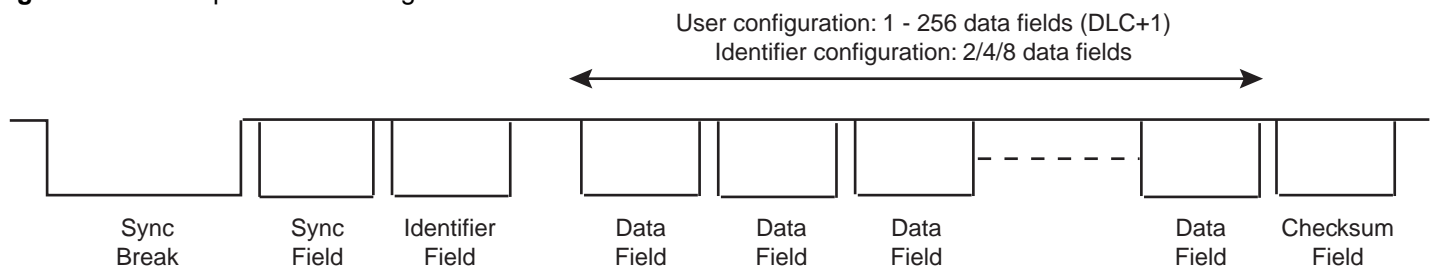 User configuration: 1 - 256 data fields (DLC+1)
Identifier configuration: 2/4/8 data fields
Sync Break
Sync Field
Identifier Field
Data Field
Data Field
Data Field
Data Field
Checksum Field